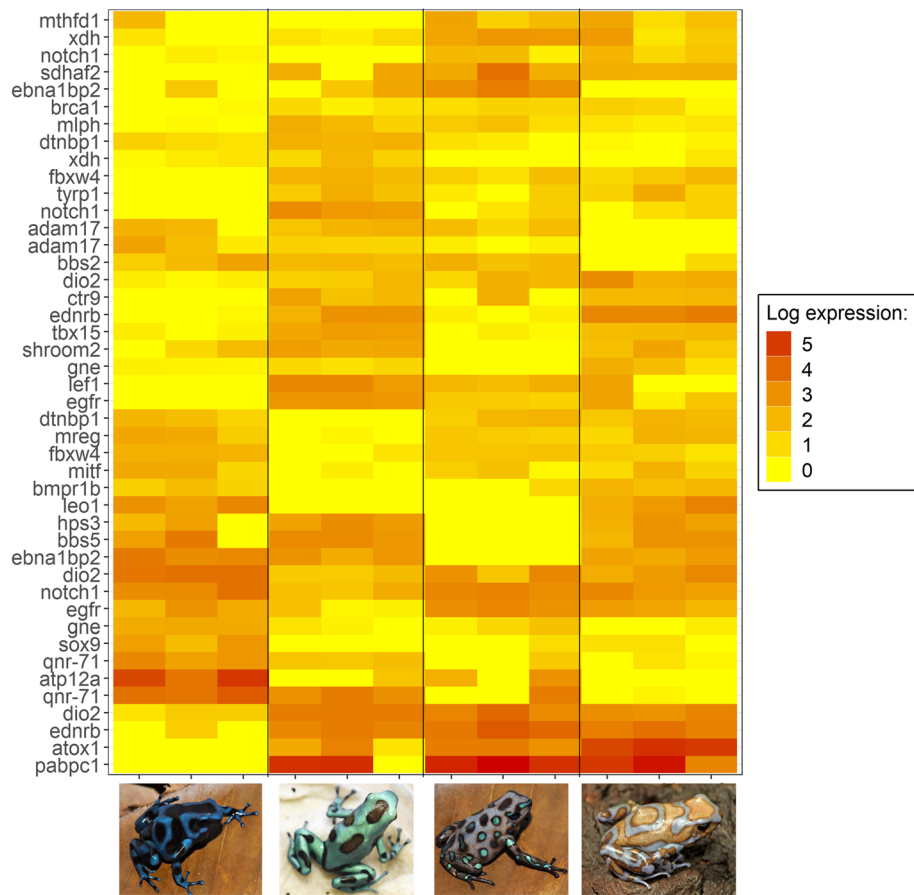 mthfd1
xdh
notch1
sdhaf2
ebna1bp2
brca1
mlph
dtnbp1
xdh
fbxw4
tyrp1
notch1
adam17
adam17
bbs2
dio2
ctr9
ednrb
tbx15
shroom2
gne
lef1
egfr
dtnbp1
mreg
fbxw4
mitf
bmpr1b
leo1
hps3
bbs5
ebna1bp2
dio2
notch1
egfr
gne
sox9
qnr-71
atp12a
qnr-71
dio2
ednrb
atox1
pabpc1
Log expression:
5
4
3
2
1
0